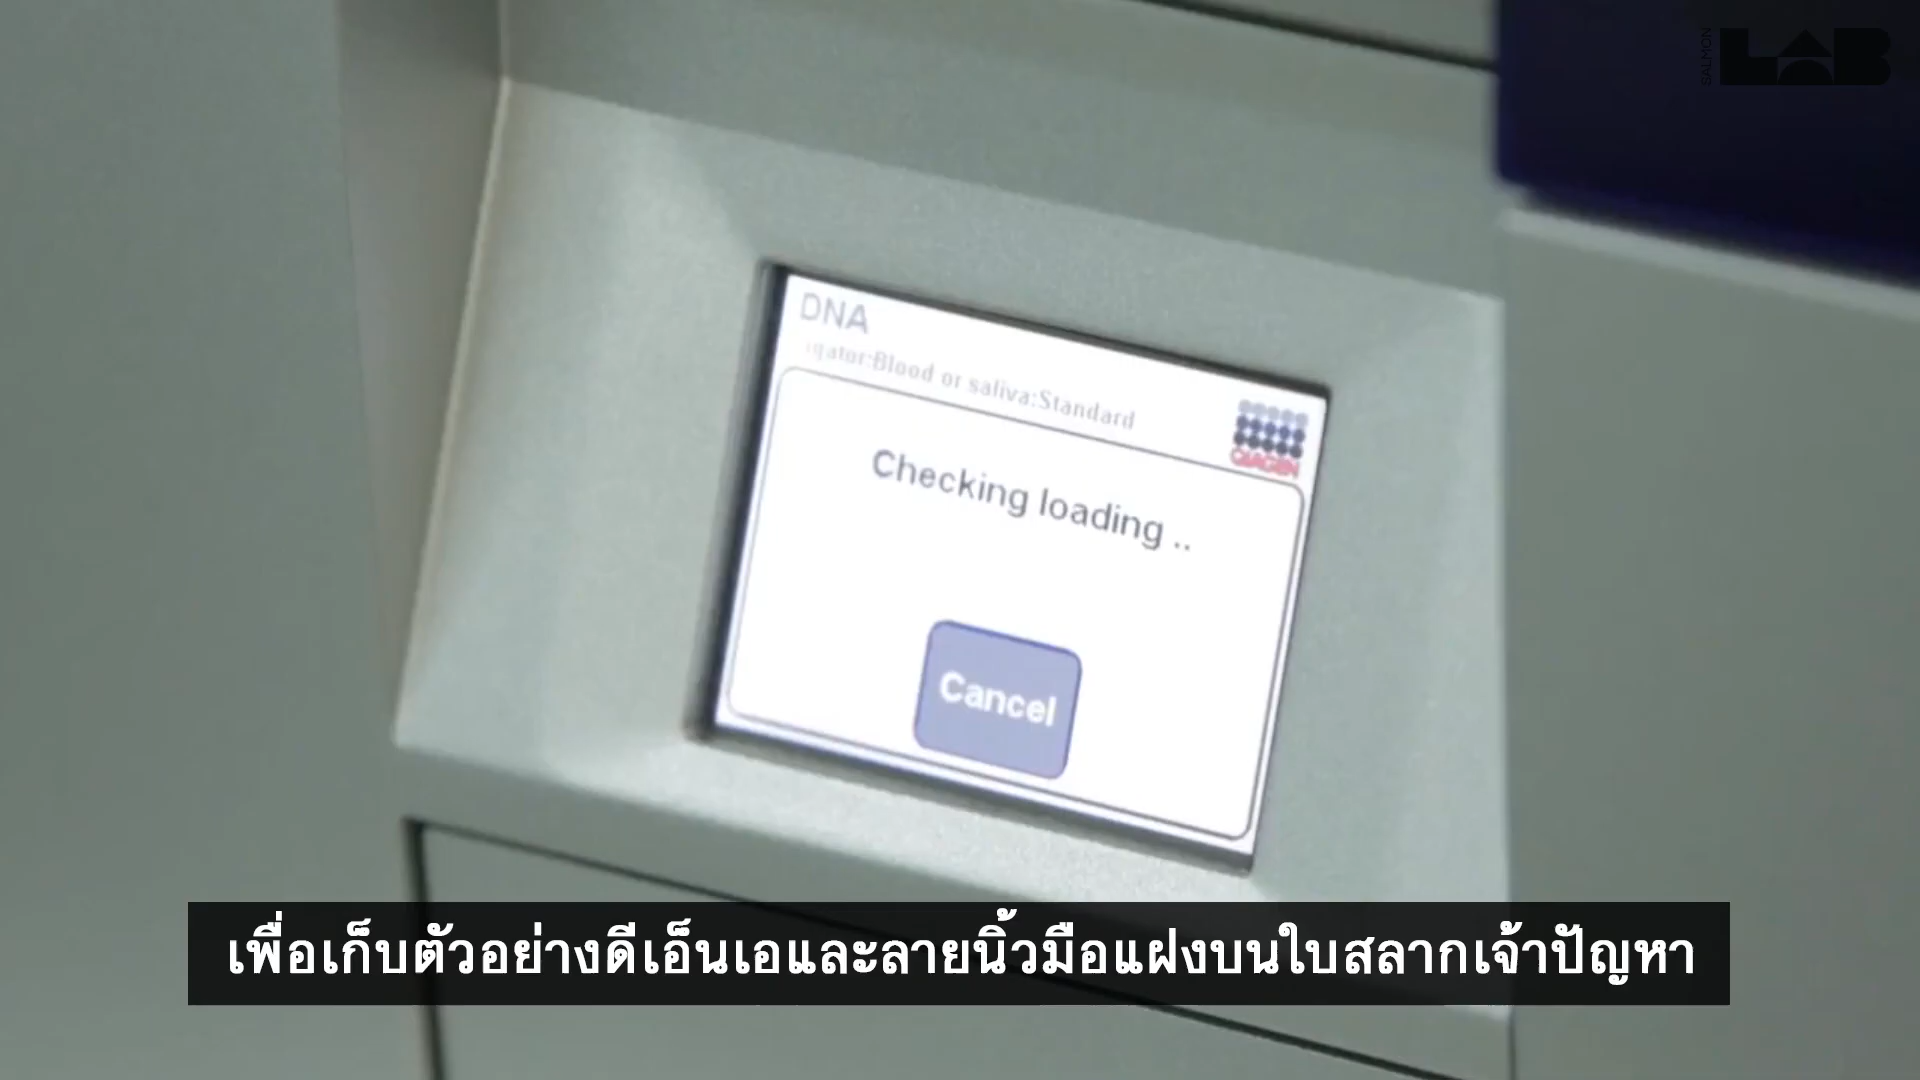 SALMON
LAB
DNA
Blood or saliva:Standard
QIAGEN
Checking loading ..
Cancel
เพื่อเก็บตัวอย่างดีเอ็นเอและลายนิ้วมือแฝงบนใบสลากเจ้าปัญหา